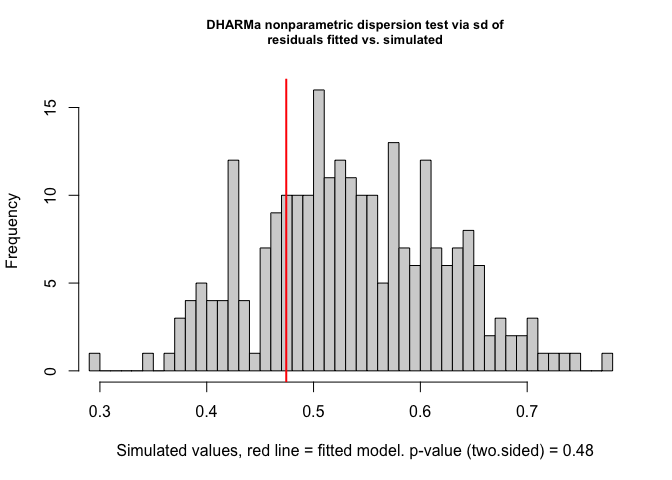 DHARMa nonparametric dispersion test via sd of
residuals fitted vs. simulated
Frequency
15
10
5
0
0.3 0.4 0.5 0.6 0.7
Simulated values, red line = fitted model. p-value (two.sided) = 0.48